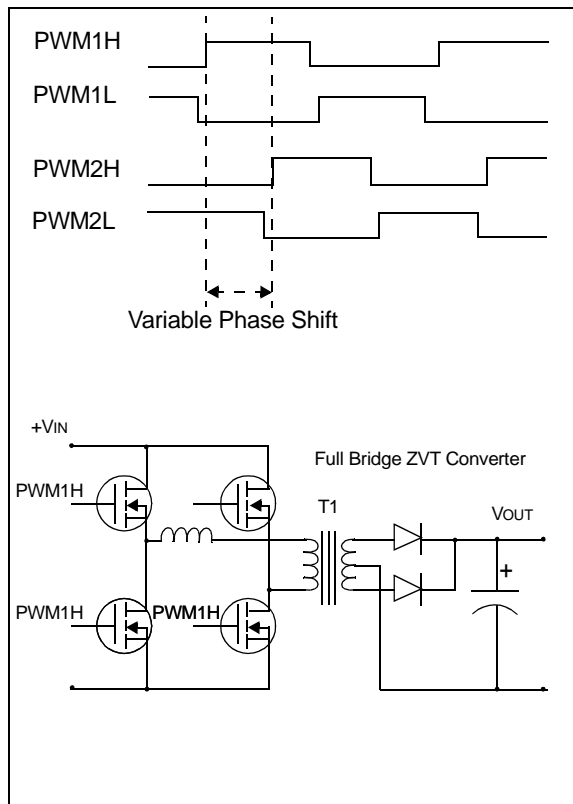 PWM1H
PWM1L
PWM2H
PWM2L
Variable Phase Shift
+VIN
Full Bridge ZVT Converter
PWM1H
T1
VOUT
+
PWM1H
PWM1H